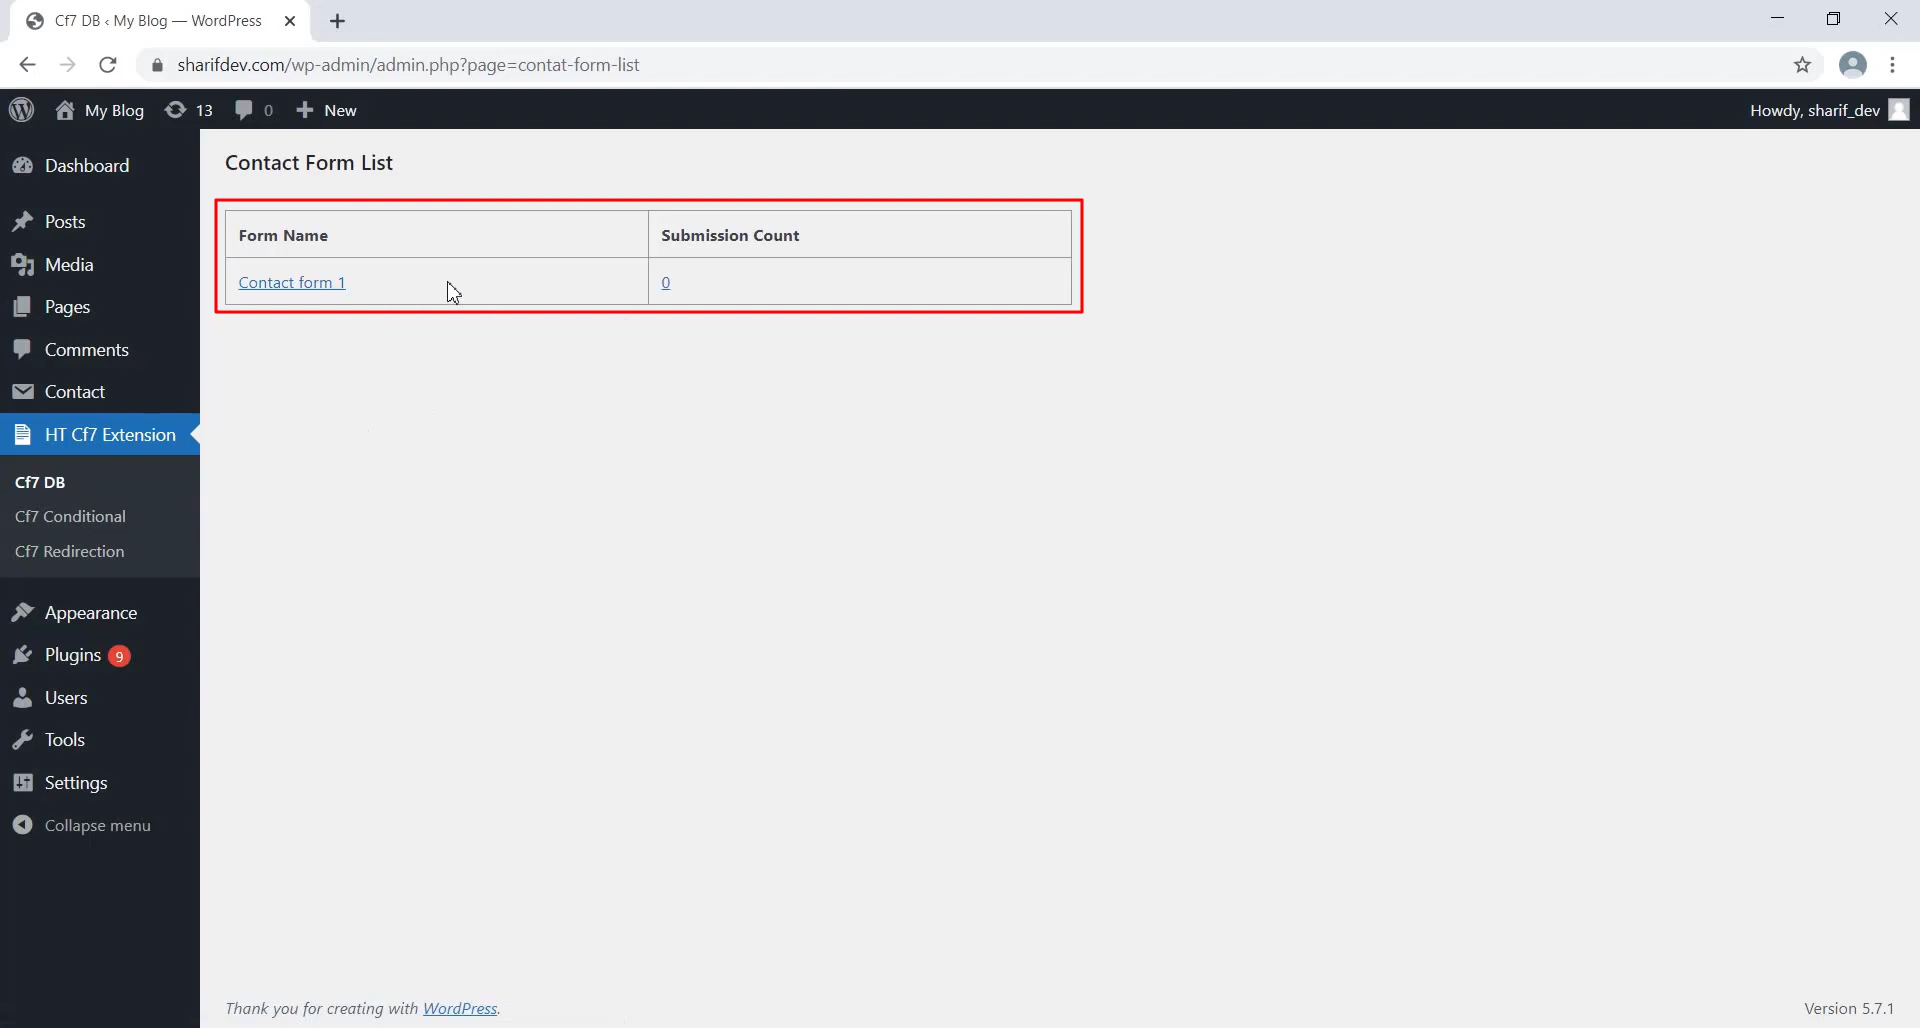 Cf7 DB ‹ My Blog — WordPress
sharifdev.com/wp-admin/admin.php?page=contat-form-list
My Blog 13 0 New Howdy, sharif_dev
Dashboard
Posts
Media
Pages
Comments
Contact
HT Cf7 Extension
Cf7 DB
Cf7 Conditional
Cf7 Redirection
Appearance
Plugins 9
Users
Tools
Settings
Collapse menu
Contact Form List
Form Name Submission Count
Contact form 1 0
Thank you for creating with WordPress. Version 5.7.1